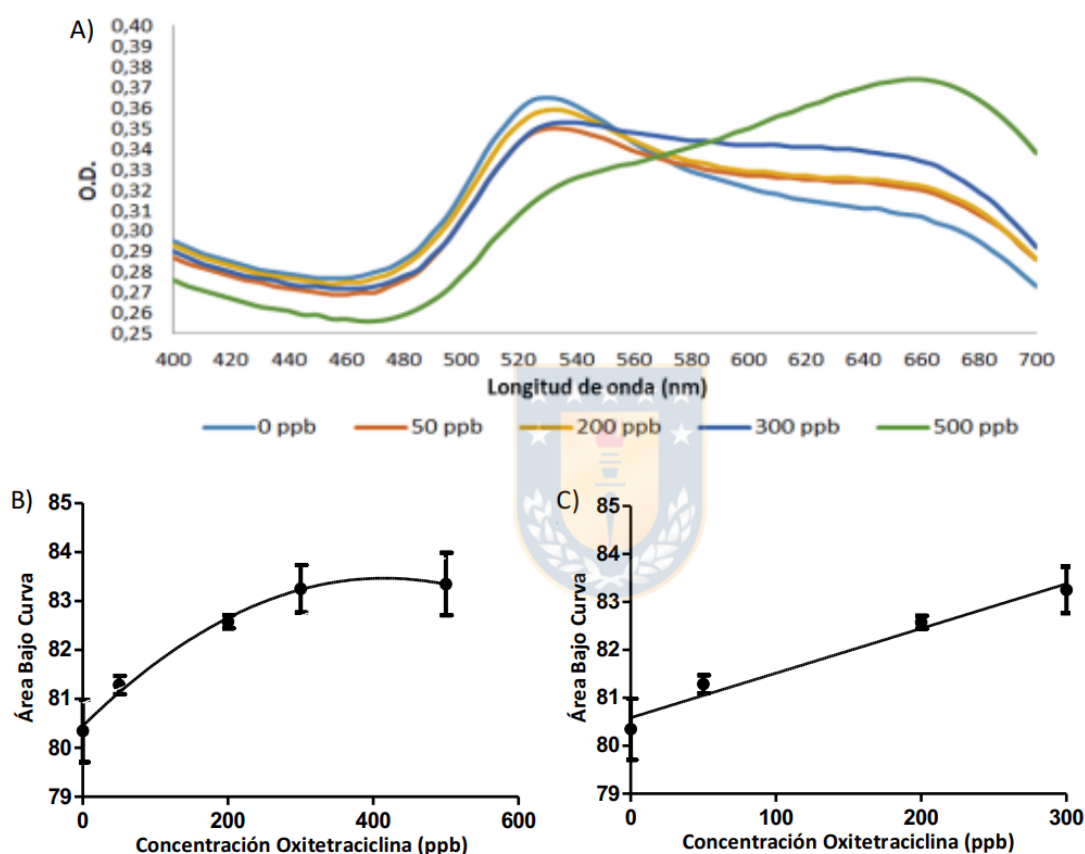 A)
0,40
0,39
0,38
0,37
0,36
0,35
0,34
0,33
0,32
0,31
0,30
0,29
0,28
0,27
0,26
0,25
O.D.
400 420 440 460 480 500 520 540 560 580 600 620 640 660 680 700
Longitud de onda (nm)
0 ppb 50 ppb 200 ppb 300 ppb 500 ppb
B)
85
84
83
82
81
80
79
Área Bajo Curva
0 200 400 600
Concentración Oxitetraciclina (ppb)
C)
85
84
83
82
81
80
79
Área Bajo Curva
0 100 200 300
Concentración Oxitetraciclina (ppb)